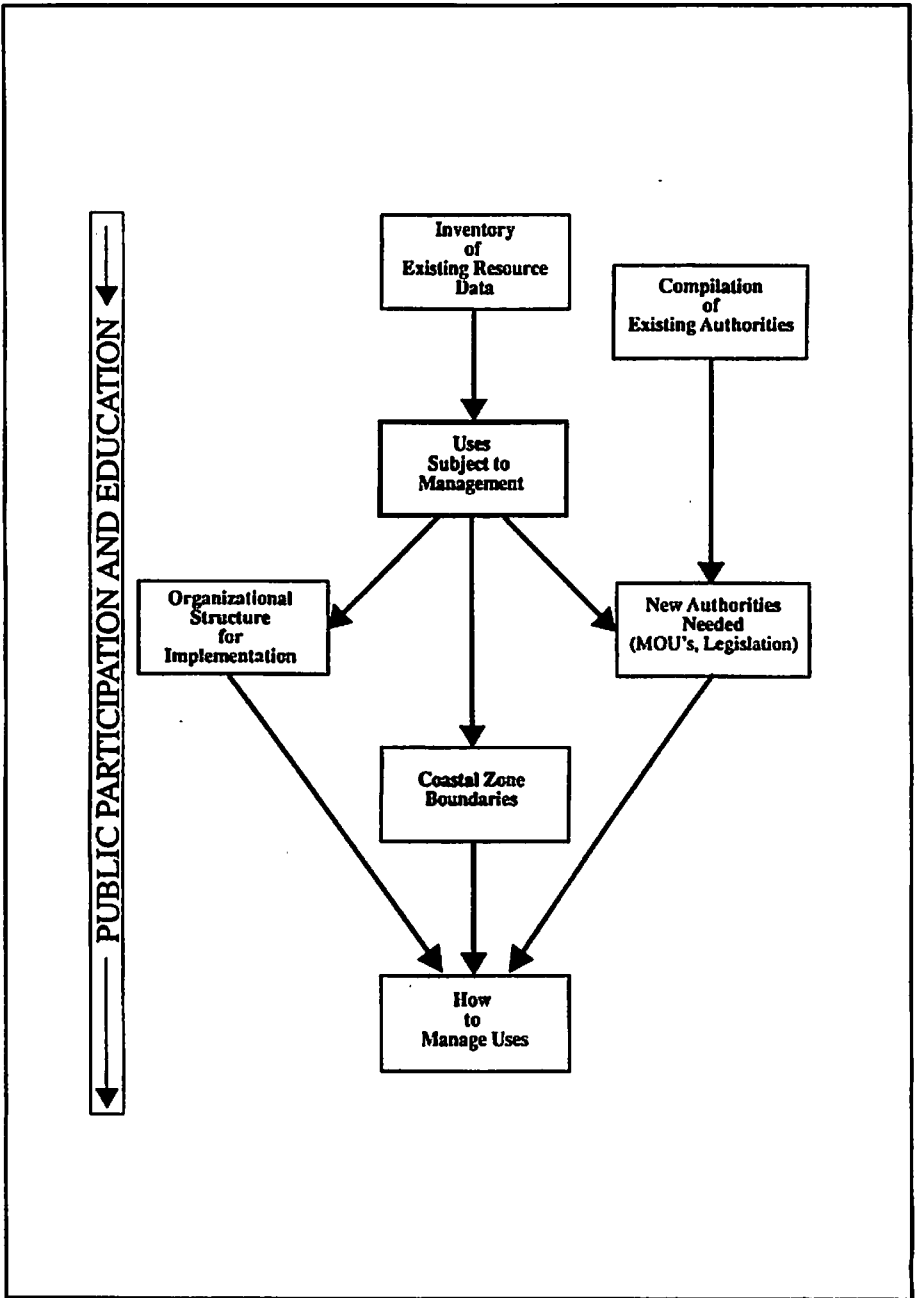 PUBLIC PARTICIPATION AND EDUCATION
Inventory
of
Existing Resource
Data
Compilation
of
Existing Authorities
Uses
Subject to
Management
Organizational
Structure
for
Implementation
New Authorities
Needed
(MOU's, Legislation)
Coastal Zone
Boundaries
How
to
Manage Uses